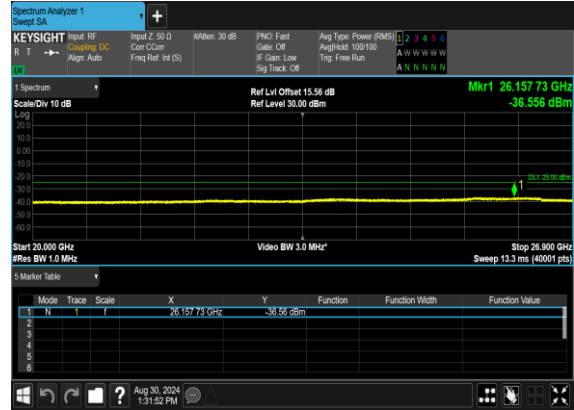 Spectrum Analyzer 1
Swept SA
+
KEYSIGHT
R T
LM
Input: RF
Coupling: DC
Align: Auto
Input Z: 50 Ω
Corr CCorr
Freq Ref: Int (S)
#Atten: 30 dB
PNO: Fast
Gate: Off
IF Gain: Low
Sig Track: Off
Avg Type: Power (RMS)
Avg|Hold: 100/100
Trig: Free Run
1 2 3 4 5 6
A W W W W W
A N N N N N
1 Spectrum
Scale/Div 10 dB
Ref Lvl Offset 15.56 dB
Ref Level 30.00 dBm
Mkr1 26.157 73 GHz
-36.556 dBm
Log
20.0
10.0
0.00
-10.0
-20.0
-30.0
-40.0
-50.0
-60.0
DL1 -25.00 dBm
1
Start 20.000 GHz
#Res BW 1.0 MHz
Video BW 3.0 MHz*
Stop 26.900 GHz
Sweep 13.3 ms (40001 pts)
5 Marker Table
Mode Trace Scale X Y Function Function Width Function Value
1 N 1 f 26.157 73 GHz -36.56 dBm
2
3
4
5
6
?
Aug 30, 2024
1:31:52 PM